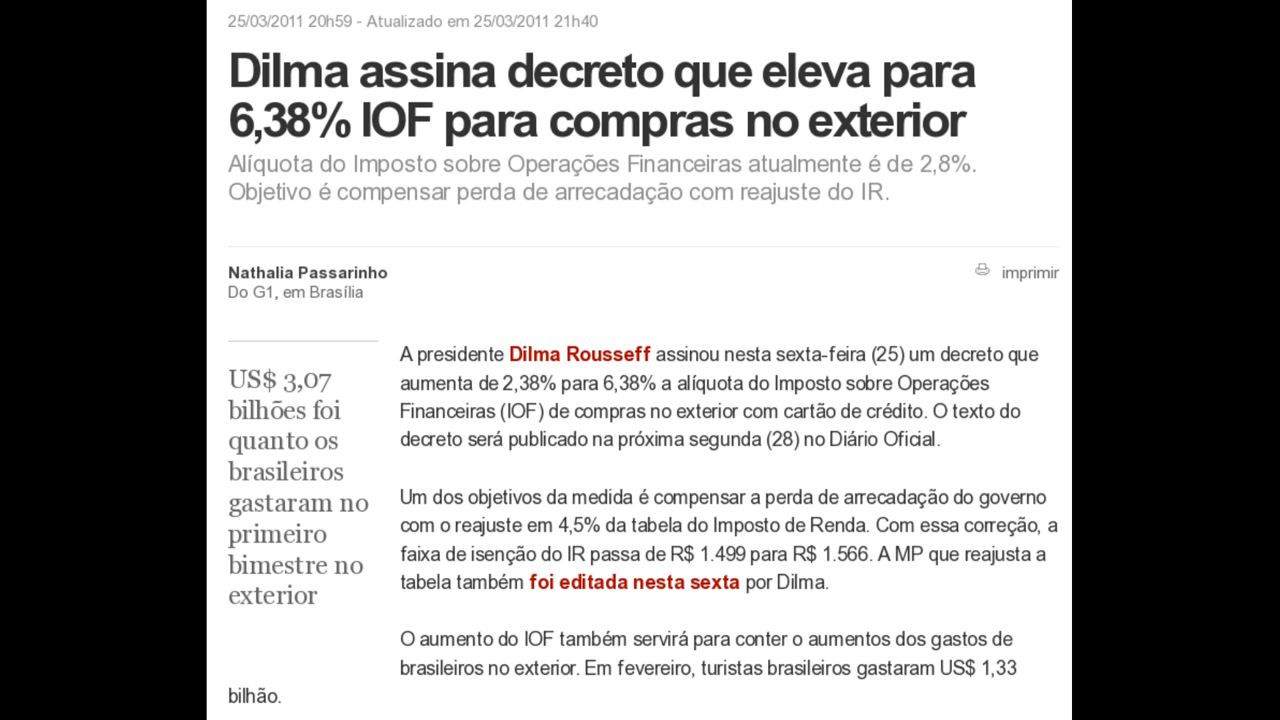 25/03/2011 20h59 - Atualizado em 25/03/2011 21h40
Dilma assina decreto que eleva para
6,38% IOF para compras no exterior
Alíquota do Imposto sobre Operações Financeiras atualmente é de 2,8%.
Objetivo é compensar perda de arrecadação com reajuste do IR.
Nathalia Passarinho
Do G1, em Brasília
imprimir
US$ 3,07
bilhões foi
quanto os
brasileiros
gastaram no
primeiro
bimestre no
exterior
A presidente Dilma Rousseff assinou nesta sexta-feira (25) um decreto que
aumenta de 2,38% para 6,38% a alíquota do Imposto sobre Operações
Financeiras (IOF) de compras no exterior com cartão de crédito. O texto do
decreto será publicado na próxima segunda (28) no Diário Oficial.
Um dos objetivos da medida é compensar a perda de arrecadação do governo
com o reajuste em 4,5% da tabela do Imposto de Renda. Com essa correção, a
faixa de isenção do IR passa de R$ 1.499 para R$ 1.566. A MP que reajusta a
tabela também foi editada nesta sexta por Dilma.
O aumento do IOF também servirá para conter o aumentos dos gastos de
brasileiros no exterior. Em fevereiro, turistas brasileiros gastaram US$ 1,33
bilhão.